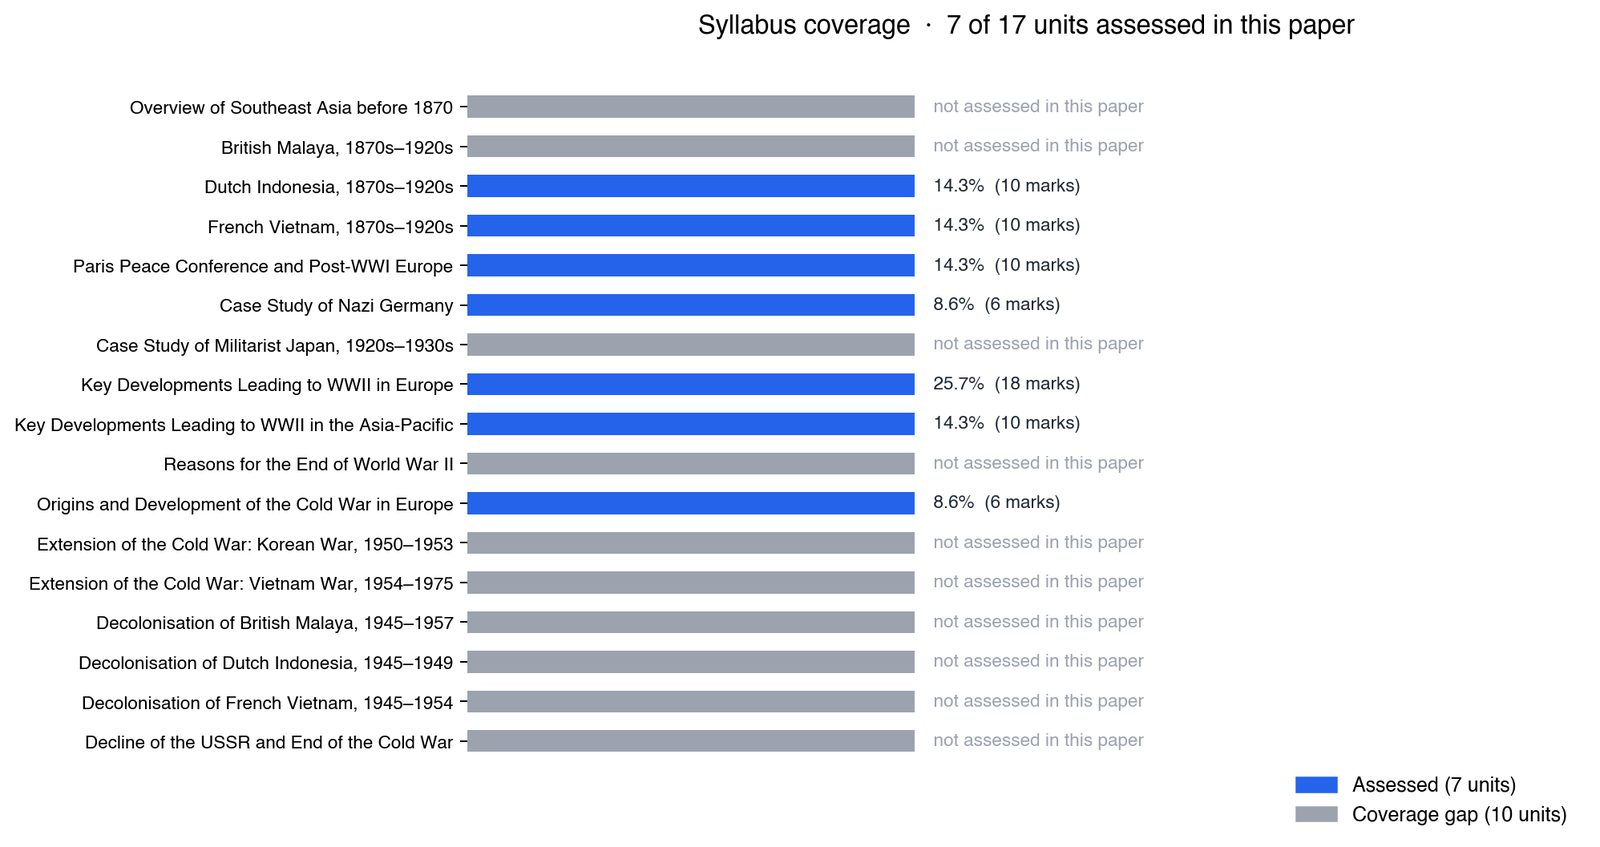 Syllabus coverage · 7 of 17 units assessed in this paper
Overview of Southeast Asia before 1870 not assessed in this paper
British Malaya, 1870s–1920s not assessed in this paper
Dutch Indonesia, 1870s–1920s 14.3% (10 marks)
French Vietnam, 1870s–1920s 14.3% (10 marks)
Paris Peace Conference and Post-WWI Europe 14.3% (10 marks)
Case Study of Nazi Germany 8.6% (6 marks)
Case Study of Militarist Japan, 1920s–1930s not assessed in this paper
Key Developments Leading to WWII in Europe 25.7% (18 marks)
Key Developments Leading to WWII in the Asia-Pacific 14.3% (10 marks)
Reasons for the End of World War II not assessed in this paper
Origins and Development of the Cold War in Europe 8.6% (6 marks)
Extension of the Cold War: Korean War, 1950–1953 not assessed in this paper
Extension of the Cold War: Vietnam War, 1954–1975 not assessed in this paper
Decolonisation of British Malaya, 1945–1957 not assessed in this paper
Decolonisation of Dutch Indonesia, 1945–1949 not assessed in this paper
Decolonisation of French Vietnam, 1945–1954 not assessed in this paper
Decline of the USSR and End of the Cold War not assessed in this paper
Assessed (7 units)
Coverage gap (10 units)